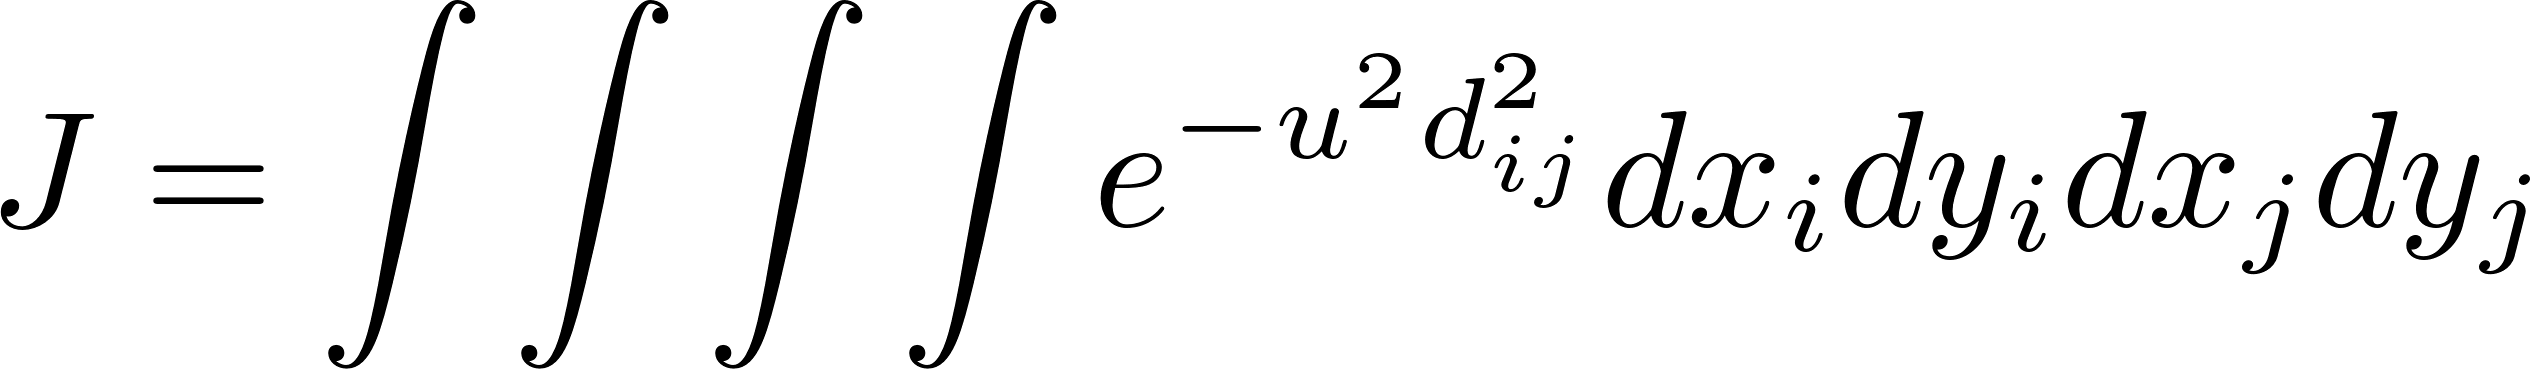 J = ∫ ∫ ∫ ∫ e^{-u^2 d_{ij}^2} dx_i dy_i dx_j dy_j